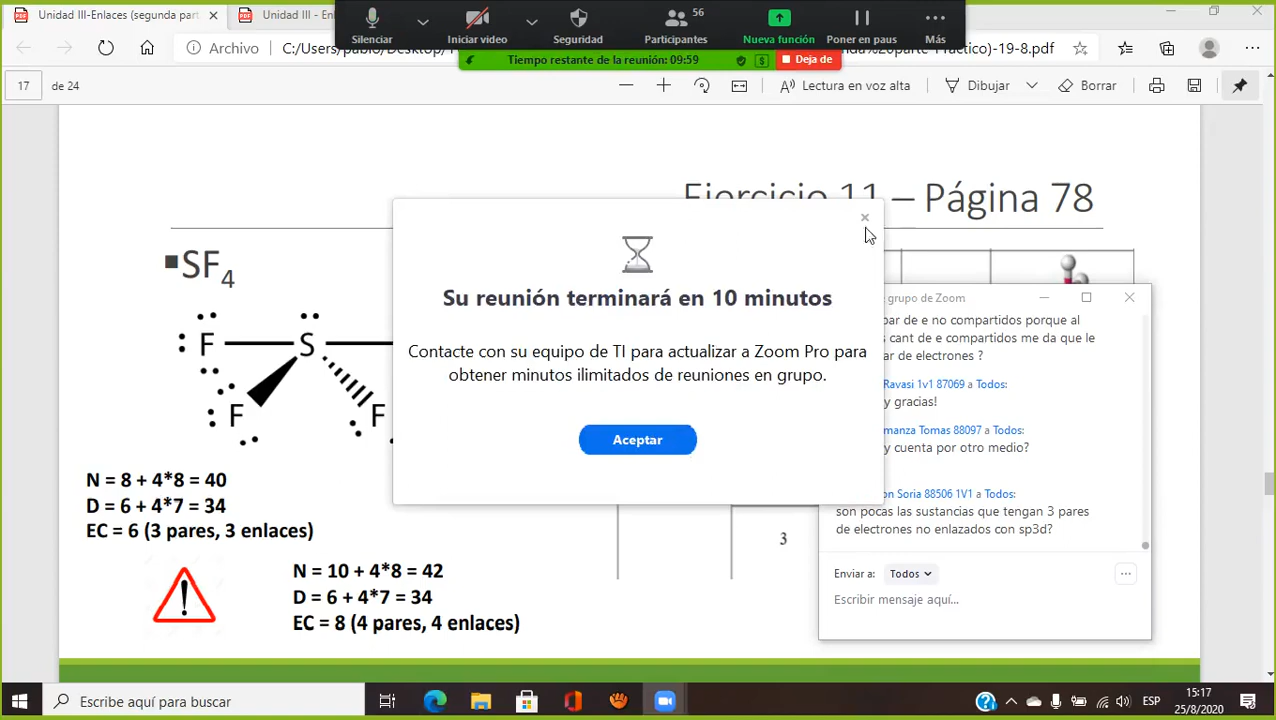 Unidad III-Enlaces (segunda part
Unidad III - En
Silenciar
Iniciar video
Seguridad
56
Participantes
Nueva función
Poner en paus
Más
Tiempo restante de la reunión: 09:59
Deja de
Archivo
C:/Users/pablo/Desktop/
)-19-8.pdf
17
de 24
Lectura en voz alta
Dibujar
Borrar
Ejercicio 11 – Página 78
SF4
F
S
F
F
Su reunión terminará en 10 minutos
Contacte con su equipo de TI para actualizar a Zoom Pro para
obtener minutos ilimitados de reuniones en grupo.
Aceptar
N = 8 + 4*8 = 40
D = 6 + 4*7 = 34
EC = 6 (3 pares, 3 enlaces)
N = 10 + 4*8 = 42
D = 6 + 4*7 = 34
EC = 8 (4 pares, 4 enlaces)
3
grupo de Zoom
par de e no compartidos porque al
s cant de e compartidos me da que le
ar de electrones ?
Ravasi 1v1 87069 a Todos:
y gracias!
manza Tomas 88097 a Todos:
y cuenta por otro medio?
on Soria 88506 1V1 a Todos:
son pocas las sustancias que tengan 3 pares
de electrones no enlazados con sp3d?
Enviar a:
Todos
Escribir mensaje aquí...
Escribe aquí para buscar
ESP
15:17
25/8/2020